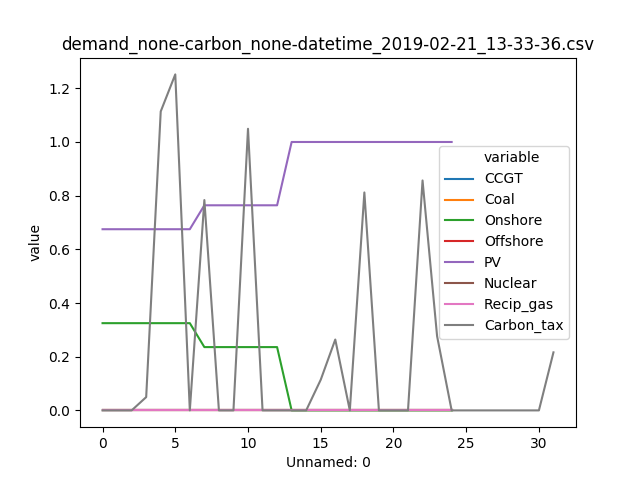 demand_none-carbon_none-datetime_2019-02-21_13-33-36.csv
1.2
1.0
0.8
0.6
0.4
0.2
0.0
value
variable
CCGT
Coal
Onshore
Offshore
PV
Nuclear
Recip_gas
Carbon_tax
0 5 10 15 20 25 30
Unnamed: 0